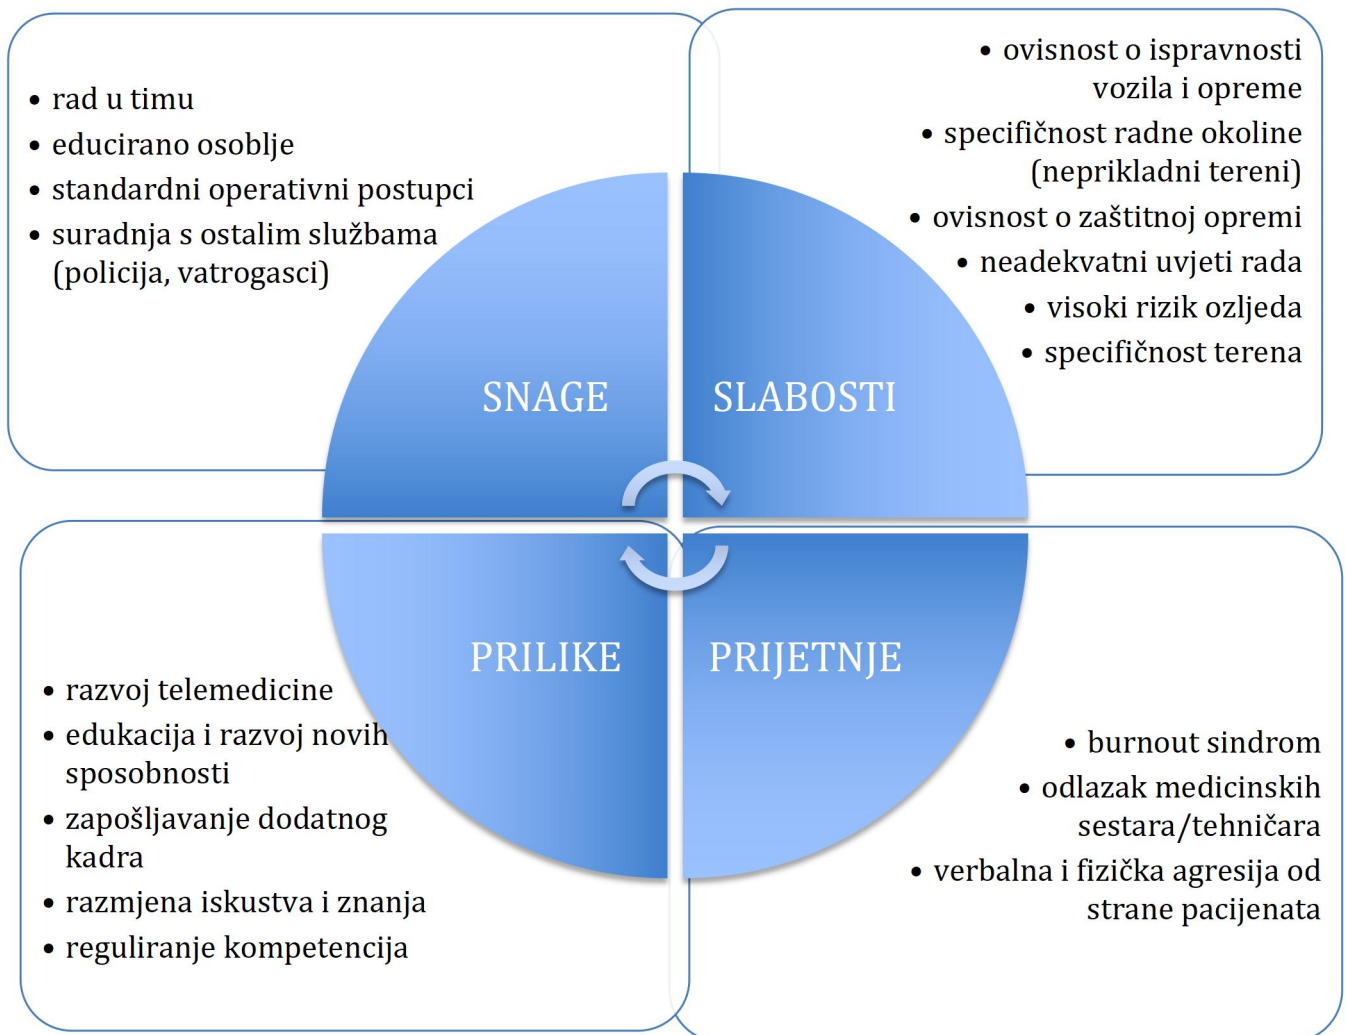 • rad u timu
• educirano osoblje
• standardni operativni postupci
• suradnja s ostalim službama
(policija, vatrogasci)
SNAGE
• ovisnost o ispravnosti
vozila i opreme
• specifičnost radne okoline
(neprikladni tereni)
• ovisnost o zaštitnoj opremi
• neadekvatni uvjeti rada
• visoki rizik ozljeda
• specifičnost terena
SLABOSTI
PRILIKE
• razvoj telemedicine
• edukacija i razvoj novih
sposobnosti
• zapošljavanje dodatnog
kadra
• razmjena iskustva i znanja
• reguliranje kompetencija
PRIJETNJE
• burnout sindrom
• odlazak medicinskih
sestara/tehničara
• verbalna i fizička agresija od
strane pacijenata